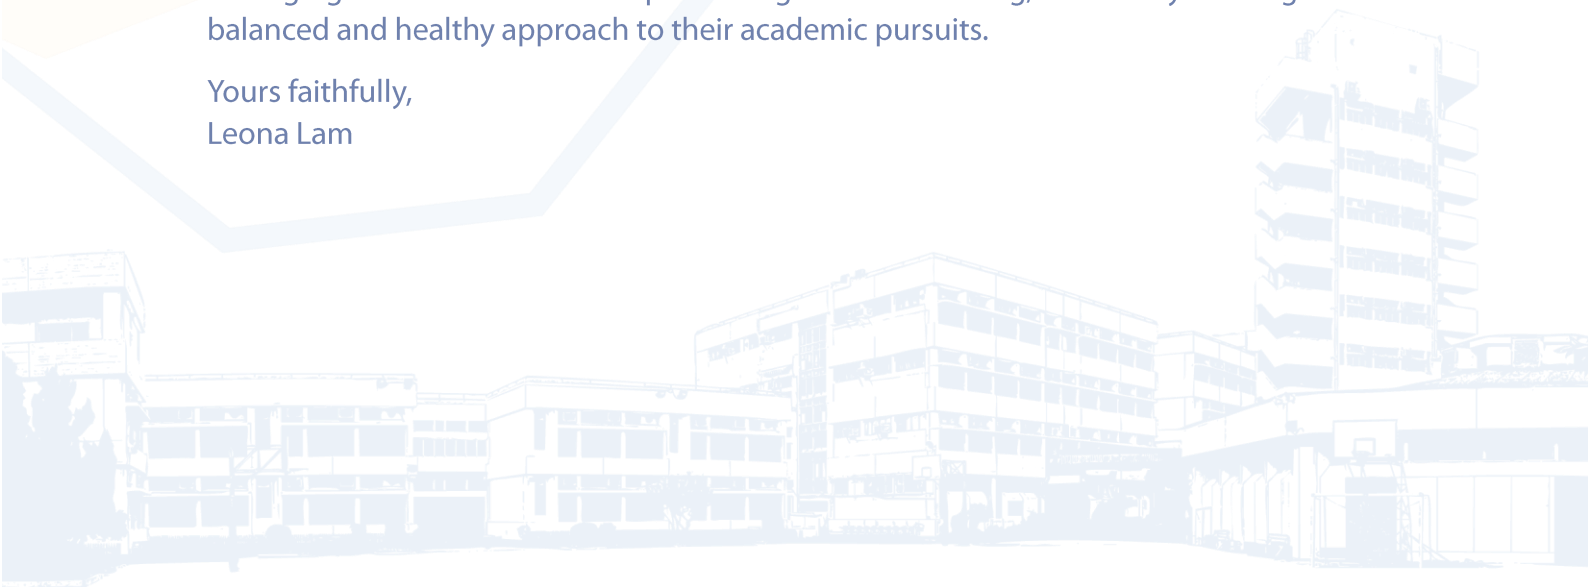 balanced and healthy approach to their academic pursuits.
Yours faithfully,
Leona Lam